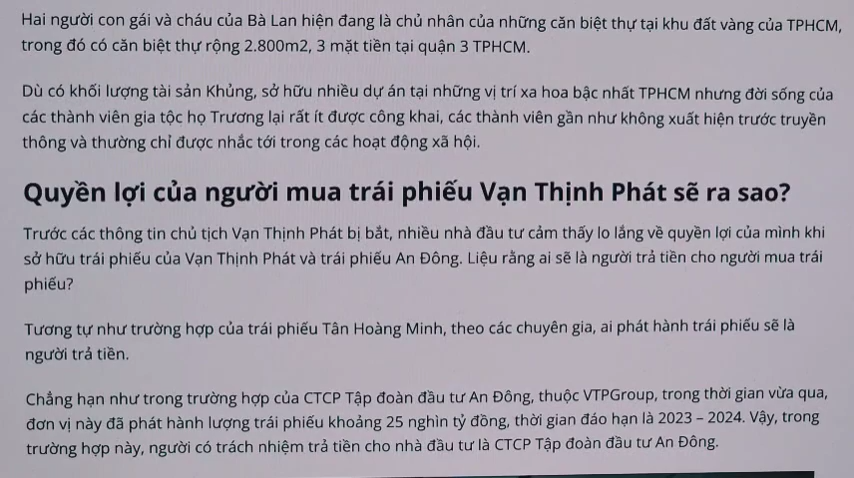 Hai người con gái và cháu của Bà Lan hiện đang là chủ nhân của những căn biệt thự tại khu đất vàng của TPHCM,
trong đó có căn biệt thự rộng 2.800m2, 3 mặt tiền tại quận 3 TPHCM.
Dù có khối lượng tài sản Khủng, sở hữu nhiều dự án tại những vị trí xa hoa bậc nhất TPHCM nhưng đời sống của
các thành viên gia tộc họ Trương lại rất ít được công khai, các thành viên gần như không xuất hiện trước truyền
thông và thường chỉ được nhắc tới trong các hoạt động xã hội.
Quyền lợi của người mua trái phiếu Vạn Thịnh Phát sẽ ra sao?
Trước các thông tin chủ tịch Vạn Thịnh Phát bị bắt, nhiều nhà đầu tư cảm thấy lo lắng về quyền lợi của mình khi
sở hữu trái phiếu của Vạn Thịnh Phát và trái phiếu An Đông. Liệu rằng ai sẽ là người trả tiền cho người mua trái
phiếu?
Tương tự như trường hợp của trái phiếu Tân Hoàng Minh, theo các chuyên gia, ai phát hành trái phiếu sẽ là
người trả tiền.
Chẳng hạn như trong trường hợp của CTCP Tập đoàn đầu tư An Đông, thuộc VTPGroup, trong thời gian vừa qua,
đơn vị này đã phát hành lượng trái phiếu khoảng 25 nghìn tỷ đồng, thời gian đáo hạn là 2023 – 2024. Vậy, trong
trường hợp này, người có trách nhiệm trả tiền cho nhà đầu tư là CTCP Tập đoàn đầu tư An Đông.